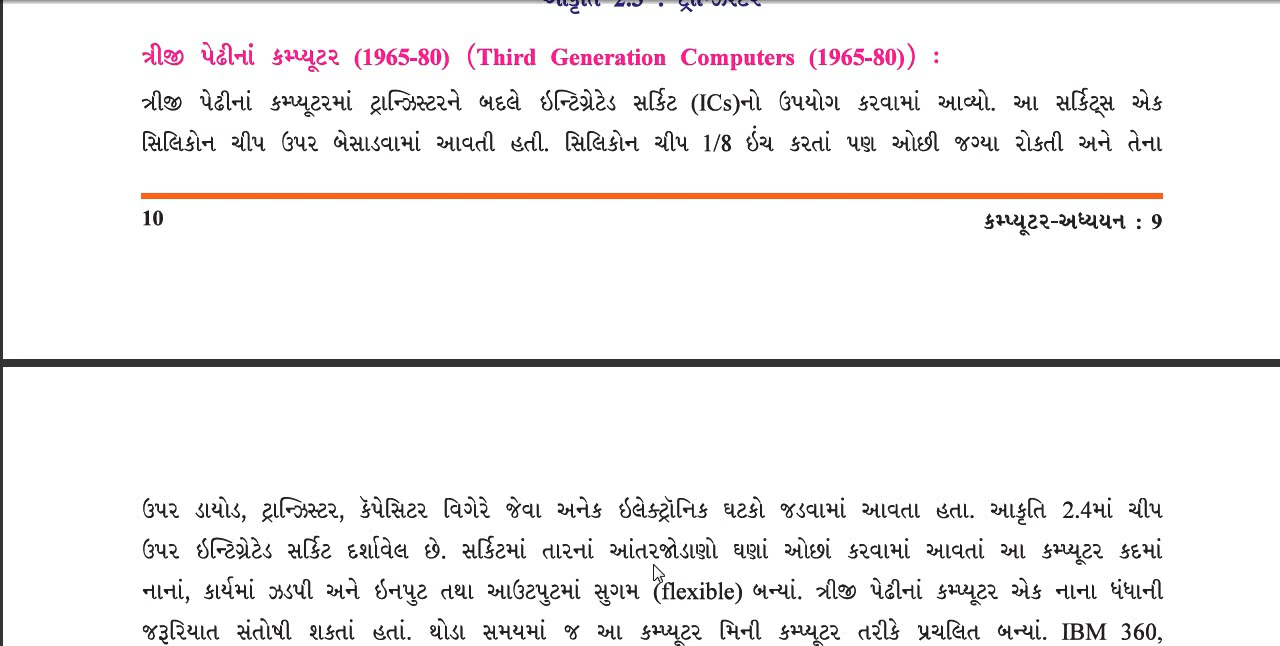 આકૃતિ 2.3 : ટ્રાન્ઝિસ્ટર
ત્રીજી પેઢીનાં કમ્પ્યૂટર (1965-80) (Third Generation Computers (1965-80)) :
ત્રીજી પેઢીનાં કમ્પ્યૂટરમાં ટ્રાન્ઝિસ્ટરને બદલે ઇન્ટિગ્રેટેડ સર્કિટ (ICs)નો ઉપયોગ કરવામાં આવ્યો. આ સર્કિટ્સ એક
સિલિકોન ચીપ ઉપર બેસાડવામાં આવતી હતી. સિલિકોન ચીપ 1/8 ઇંચ કરતાં પણ ઓછી જગ્યા રોકતી અને તેના
10
કમ્પ્યૂટર-અધ્યયન : 9
ઉપર ડાયોડ, ટ્રાન્ઝિસ્ટર, કૅપેસિટર વિગેરે જેવા અનેક ઇલેક્ટ્રૉનિક ઘટકો જડવામાં આવતા હતા. આકૃતિ 2.4માં ચીપ
ઉપર ઇન્ટિગ્રેટેડ સર્કિટ દર્શાવેલ છે. સર્કિટમાં તારનાં આંતરજોડાણો ઘણાં ઓછાં કરવામાં આવતાં આ કમ્પ્યૂટર કદમાં
નાનાં, કાર્યમાં ઝડપી અને ઇનપુટ તથા આઉટપુટમાં સુગમ (flexible) બન્યાં. ત્રીજી પેઢીનાં કમ્પ્યૂટર એક નાના ધંધાની
જરૂરિયાત સંતોષી શકતાં હતાં. થોડા સમયમાં જ આ કમ્પ્યૂટર મિની કમ્પ્યૂટર તરીકે પ્રચલિત બન્યાં. IBM 360,